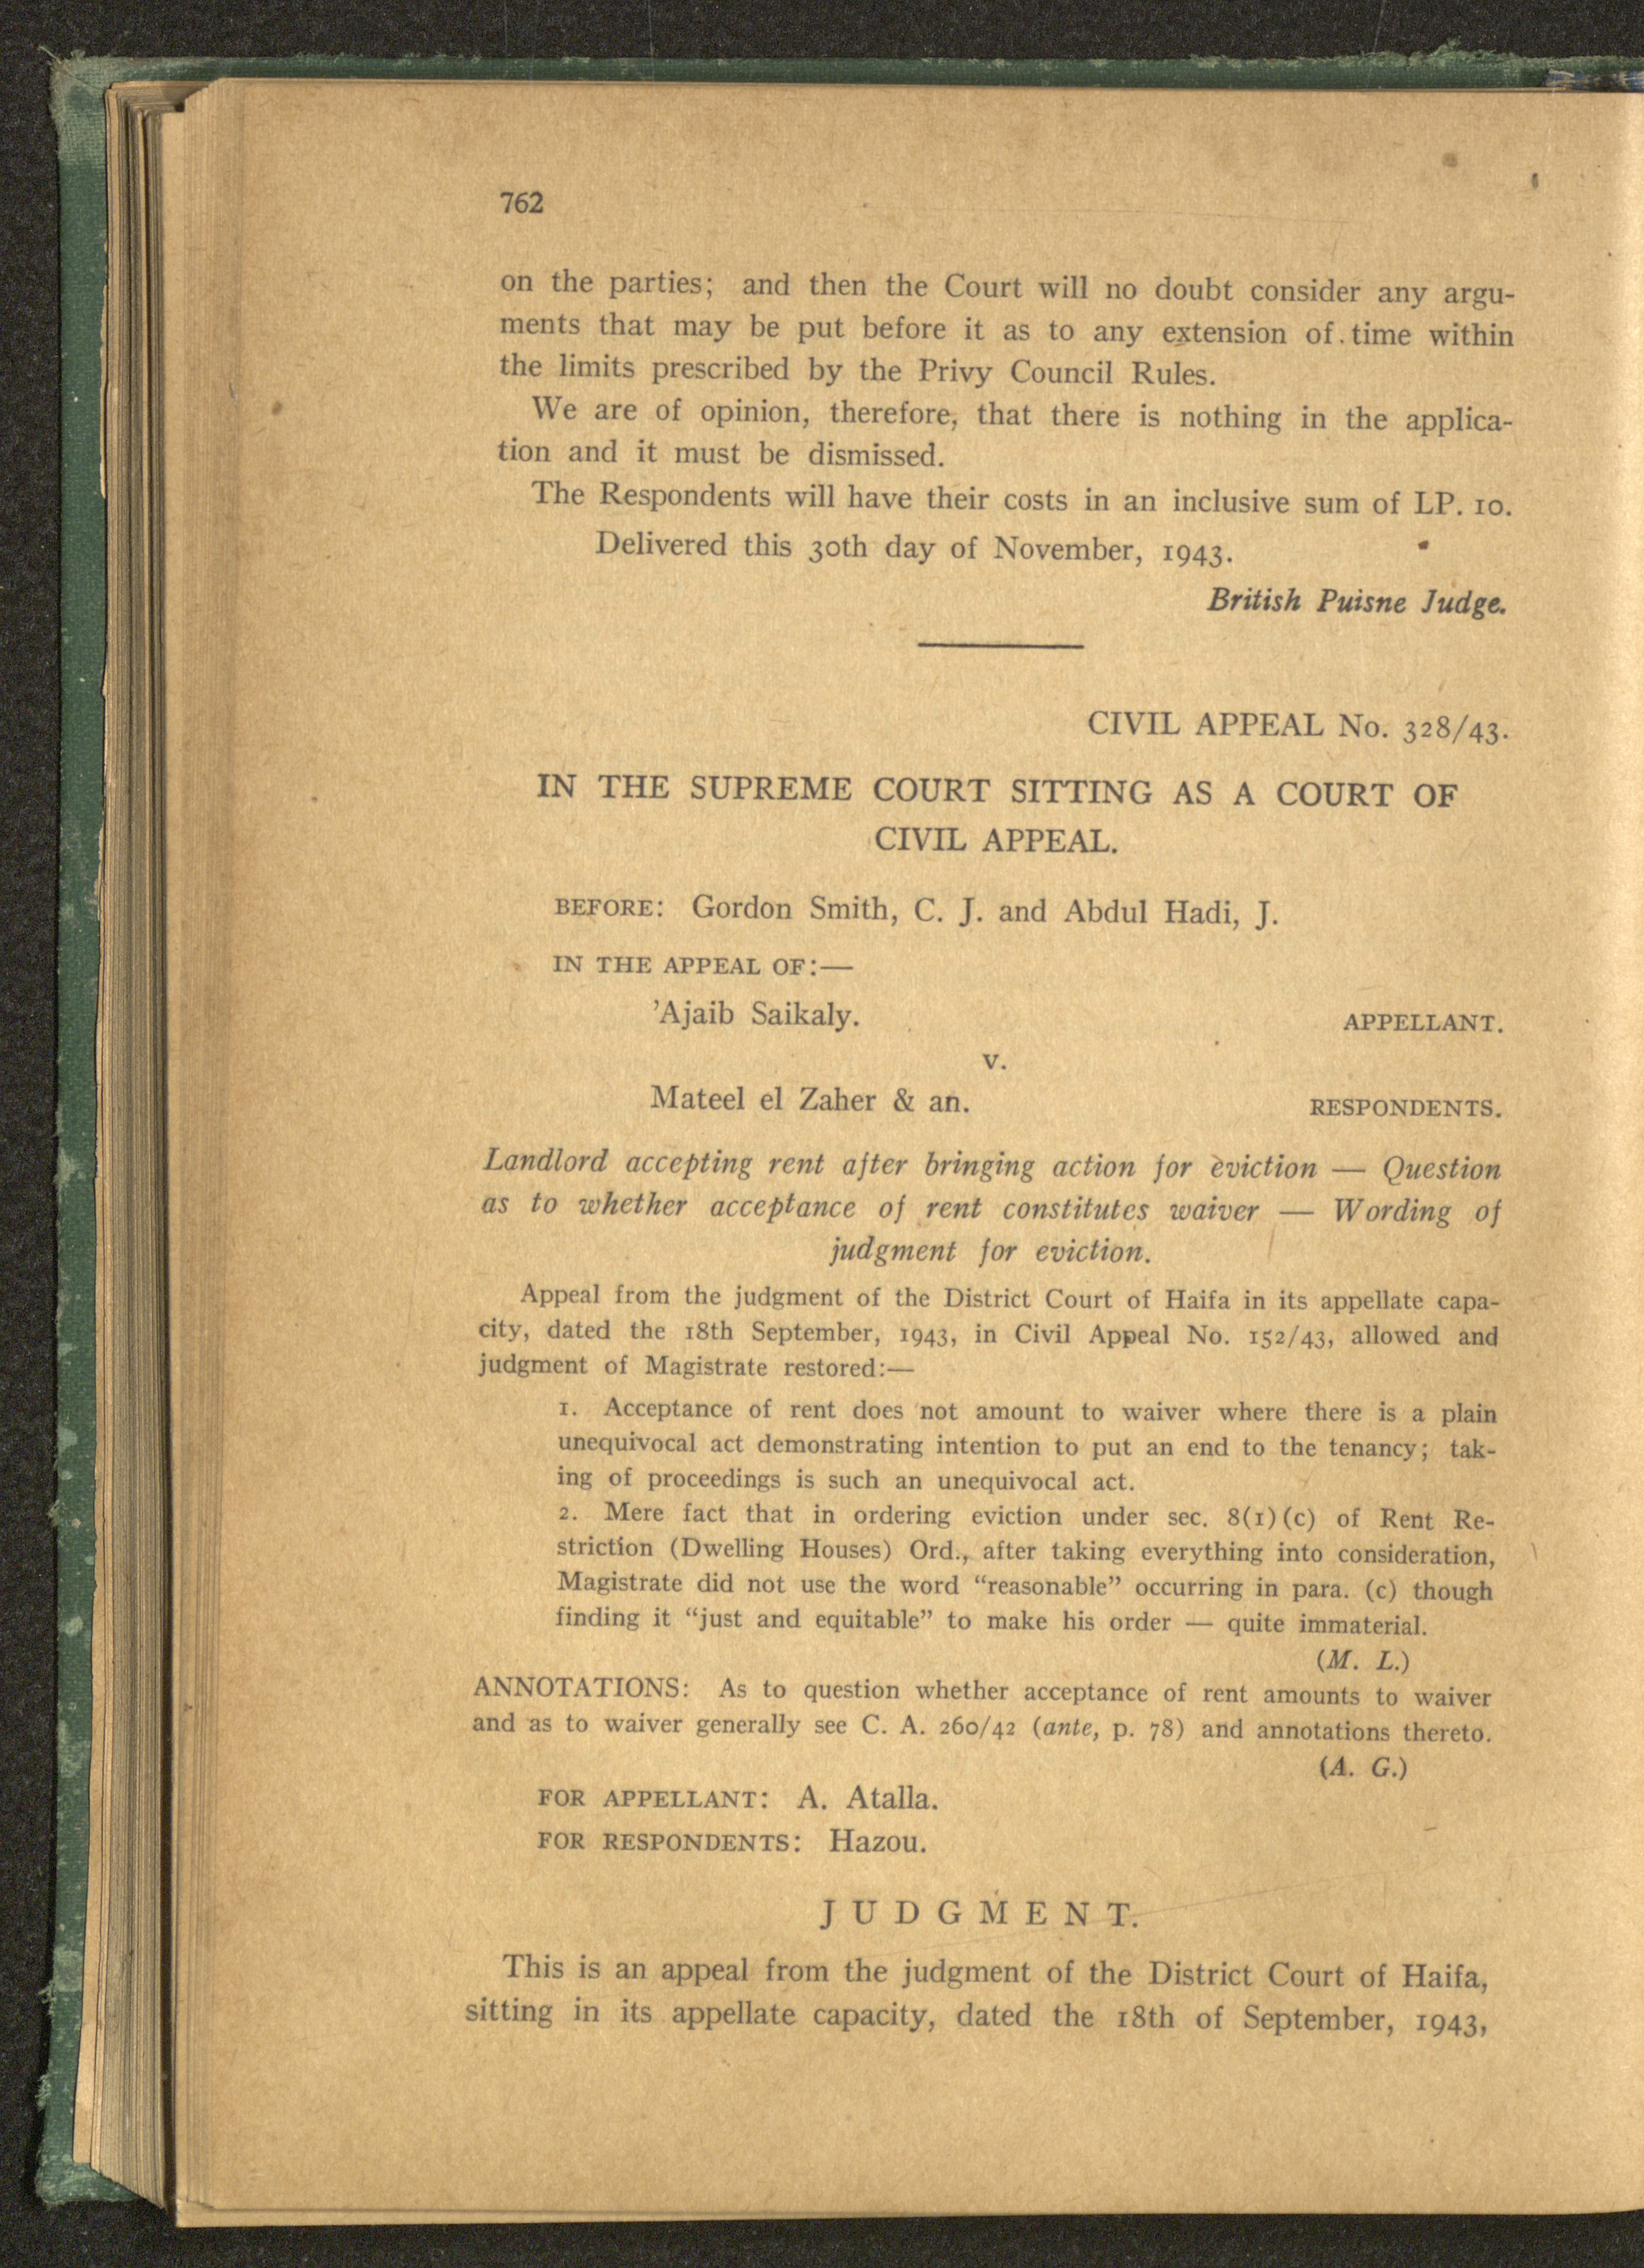 762
on the parties; and then the Court will no doubt consider any argu-
ments that may be put before it as to any extension of time within
the limits prescribed by the Privy Council Rules.
We are of opinion, therefore, that there is nothing in the applica-
tion and it must be dismissed.
The Respondents will have their costs in an inclusive sum of LP. 10.
Delivered this 30th day of November, 1943.
British Puisne Judge.
CIVIL APPEAL No. 328/43.
IN THE SUPREME COURT SITTING AS A COURT OF
CIVIL APPEAL.
BEFORE: Gordon Smith, C. J. and Abdul Hadi, J.
IN THE APPEAL OF:—
'Ajaib Saikaly. APPELLANT.
v.
Mateel el Zaher & an. RESPONDENTS.
Landlord accepting rent after bringing action for eviction — Question
as to whether acceptance of rent constitutes waiver — Wording of
judgment for eviction.
Appeal from the judgment of the District Court of Haifa in its appellate capa-
city, dated the 18th September, 1943, in Civil Appeal No. 152/43, allowed and
judgment of Magistrate restored:—
1. Acceptance of rent does not amount to waiver where there is a plain
unequivocal act demonstrating intention to put an end to the tenancy; tak-
ing of proceedings is such an unequivocal act.
2. Mere fact that in ordering eviction under sec. 8(1)(c) of Rent Re-
striction (Dwelling Houses) Ord., after taking everything into consideration,
Magistrate did not use the word "reasonable" occurring in para. (c) though
finding it "just and equitable" to make his order — quite immaterial.
(M. L.)
ANNOTATIONS: As to question whether acceptance of rent amounts to waiver
and as to waiver generally see C. A. 260/42 (ante, p. 78) and annotations thereto.
(A. G.)
FOR APPELLANT: A. Atalla.
FOR RESPONDENTS: Hazou.
JUDGMENT.
This is an appeal from the judgment of the District Court of Haifa,
sitting in its appellate capacity, dated the 18th of September, 1943,